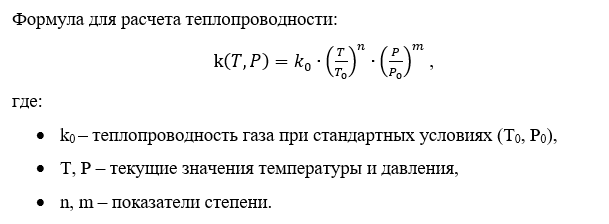 Формула для расчета теплопроводности:
k(T, P) = k₀ · (T/T₀)ⁿ · (P/P₀)ᵐ ,
где:
• k₀ – теплопроводность газа при стандартных условиях (T₀, P₀),
• T, P – текущие значения температуры и давления,
• n, m – показатели степени.